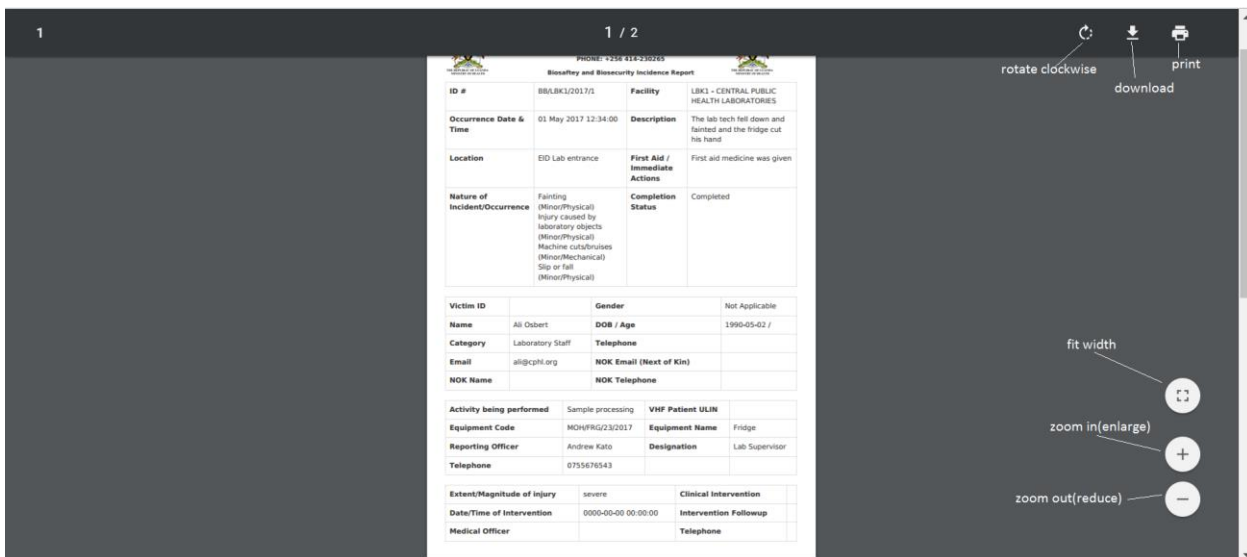 1
1 / 2
rotate clockwise
download
print
PHONE: +256 414-230265
Biosaftey and Biosecurity Incidence Report
ID # BB/LBK1/2017/1 Facility LBK1 - CENTRAL PUBLIC
HEALTH LABORATORIES
Occurrence Date & 01 May 2017 12:34:00 Description The lab tech fell down and
Time fainted and the fridge cut
his hand
Location EID Lab entrance First Aid / First aid medicine was given
Immediate
Actions
Nature of Fainting Completion Completed
Incident/Occurrence (Minor/Physical) Status
Injury caused by
laboratory objects
(Minor/Physical)
Machine cuts/bruises
(Minor/Mechanical)
Slip or fall
(Minor/Physical)
Victim ID Gender Not Applicable
Name Ali Osbert DOB / Age 1990-05-02 /
Category Laboratory Staff Telephone
Email ali@cphl.org NOK Email (Next of Kin)
NOK Name NOK Telephone
fit width
Activity being performed Sample processing VHF Patient ULIN
Equipment Code MOH/FRG/23/2017 Equipment Name Fridge
zoom in(enlarge)
Reporting Officer Andrew Kato Designation Lab Supervisor
Telephone 0755676543
Extent/Magnitude of injury severe Clinical Intervention
zoom out(reduce)
Date/Time of Intervention 0000-00-00 00:00:00 Intervention Followup
Medical Officer Telephone